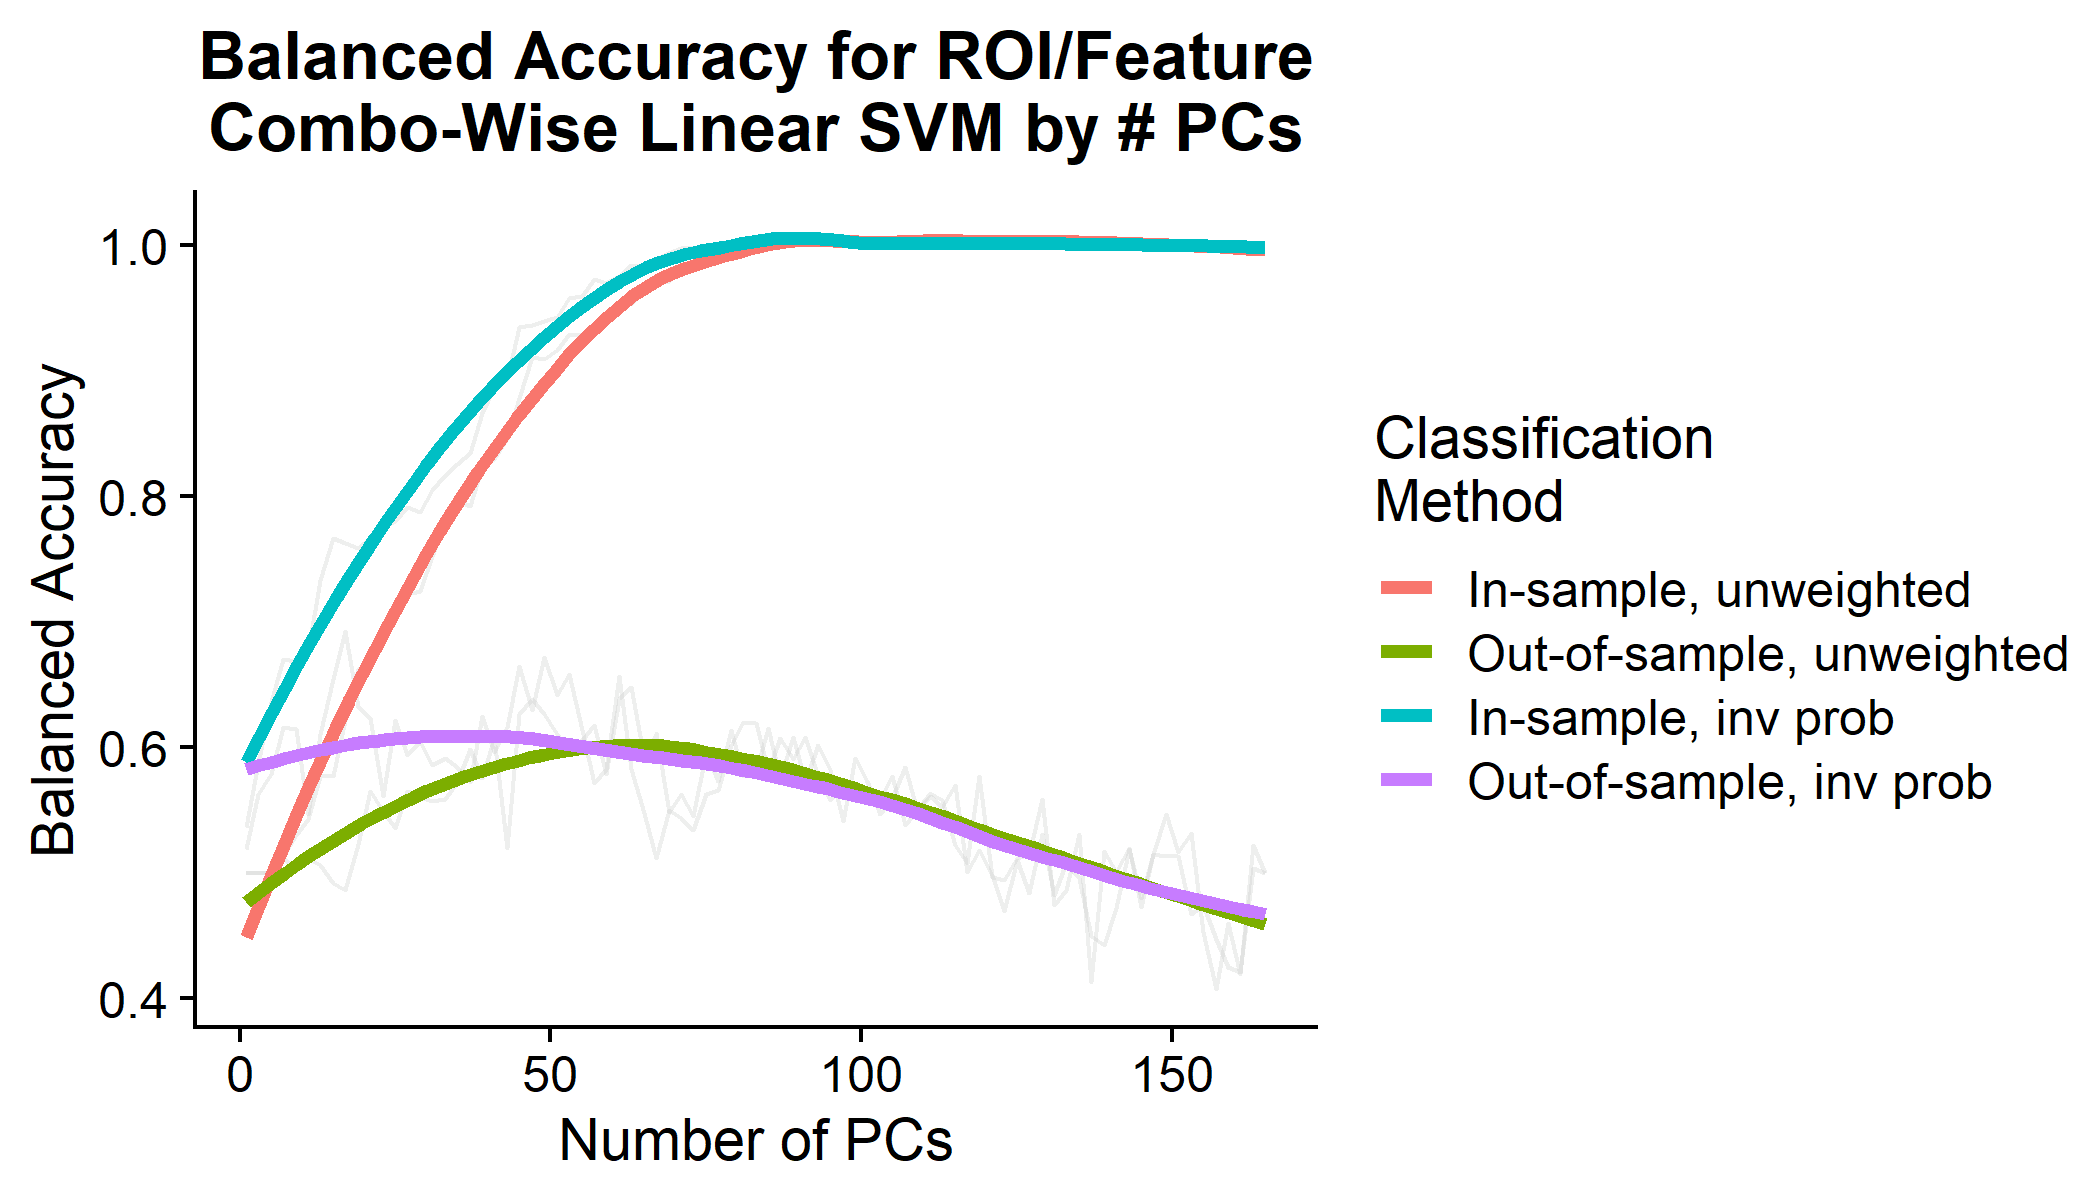 Balanced Accuracy for ROI/Feature
Combo-Wise Linear SVM by # PCs
Balanced Accuracy
1.0
0.8
0.6
0.4
0
50
100
150
Number of PCs
Classification
Method
In-sample, unweighted
Out-of-sample, unweighted
In-sample, inv prob
Out-of-sample, inv prob